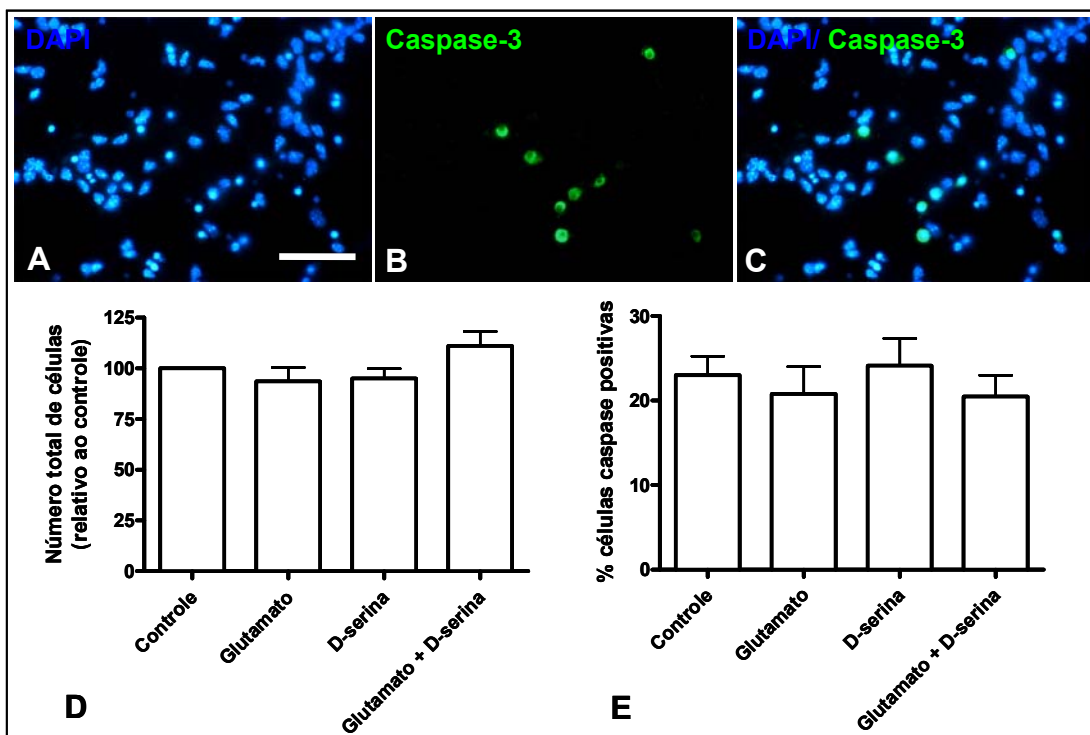 DAPI
Caspase-3
DAPI/ Caspase-3
A
B
C
Número total de células
(relativo ao controle)
125
100
75
50
25
0
Controle
Glutamato
D-serina
Glutamato + D-serina
D
% células caspase positivas
30
20
10
0
Controle
Glutamato
D-serina
Glutamato + D-serina
E